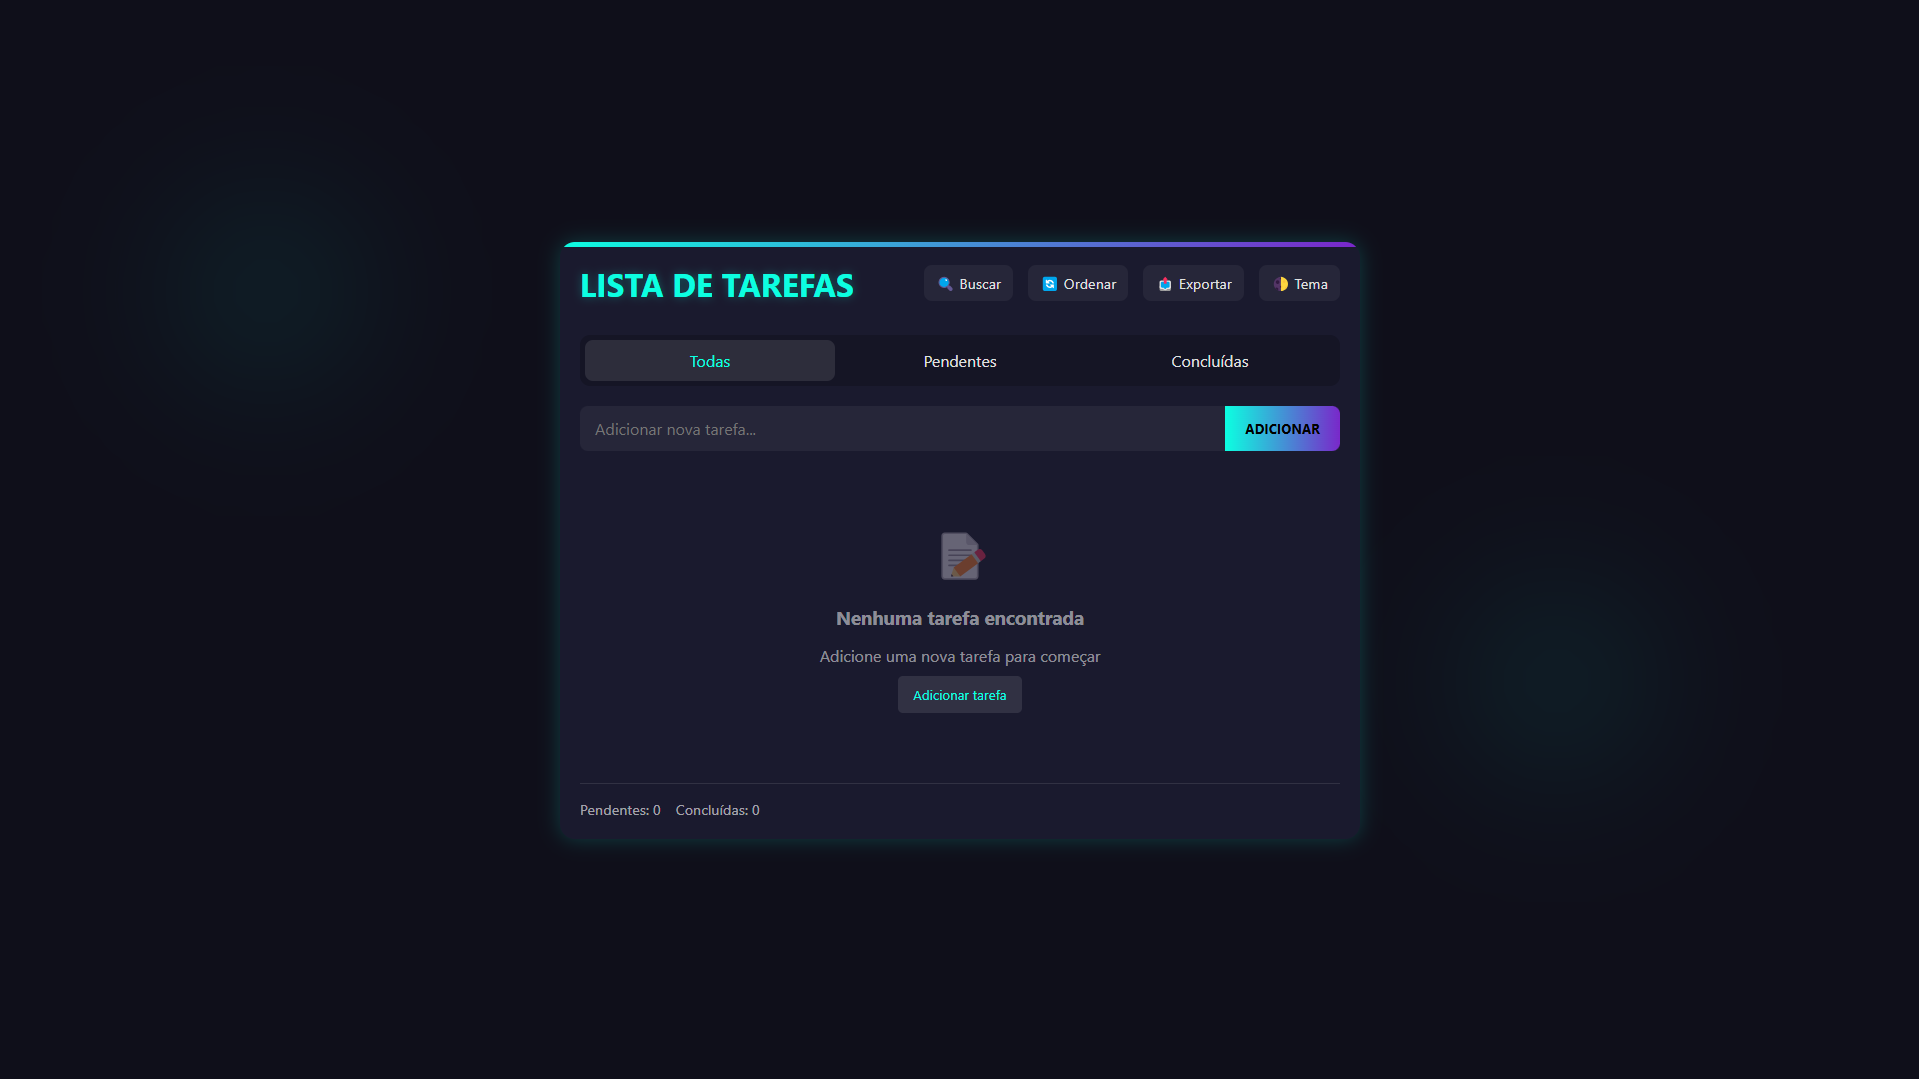 LISTA DE TAREFAS
Buscar
Ordenar
Exportar
Tema
Todas
Pendentes
Concluídas
Adicionar nova tarefa...
ADICIONAR
Nenhuma tarefa encontrada
Adicione uma nova tarefa para começar
Adicionar tarefa
Pendentes: 0 Concluídas: 0